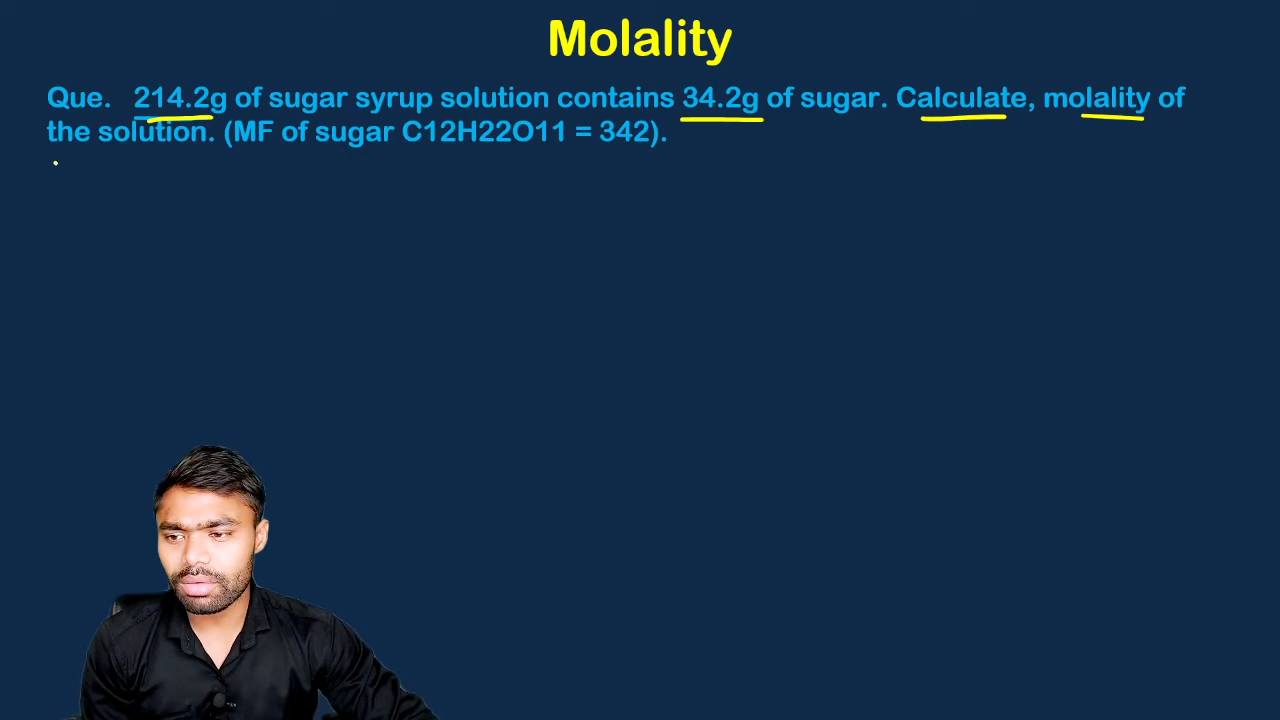 Molality
Que. 214.2g of sugar syrup solution contains 34.2g of sugar. Calculate, molality of
the solution. (MF of sugar C12H22O11 = 342).